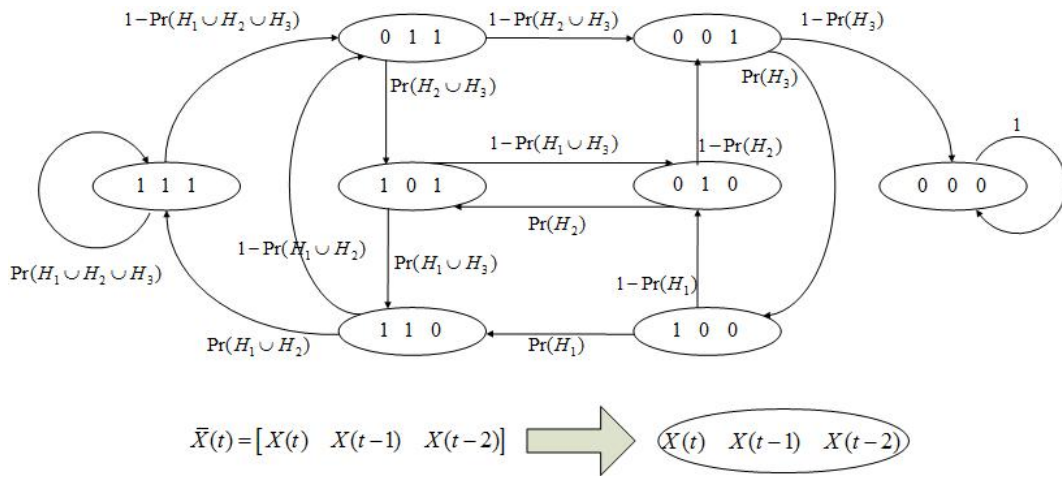 1−Pr(H₁∪H₂∪H₃)
1−Pr(H₂∪H₃)
1−Pr(H₃)
0 1 1
0 0 1
Pr(H₂∪H₃)
Pr(H₃)
1
1−Pr(H₁∪H₃)
1−Pr(H₂)
1 1 1
1 0 1
0 1 0
0 0 0
Pr(H₂)
1−Pr(H₁∪H₂)
Pr(H₁∪H₃)
Pr(H₁∪H₂∪H₃)
1−Pr(H₁)
1 1 0
1 0 0
Pr(H₁∪H₂)
Pr(H₁)
X̄(t)=[X(t) X(t−1) X(t−2)]
X(t) X(t−1) X(t−2)